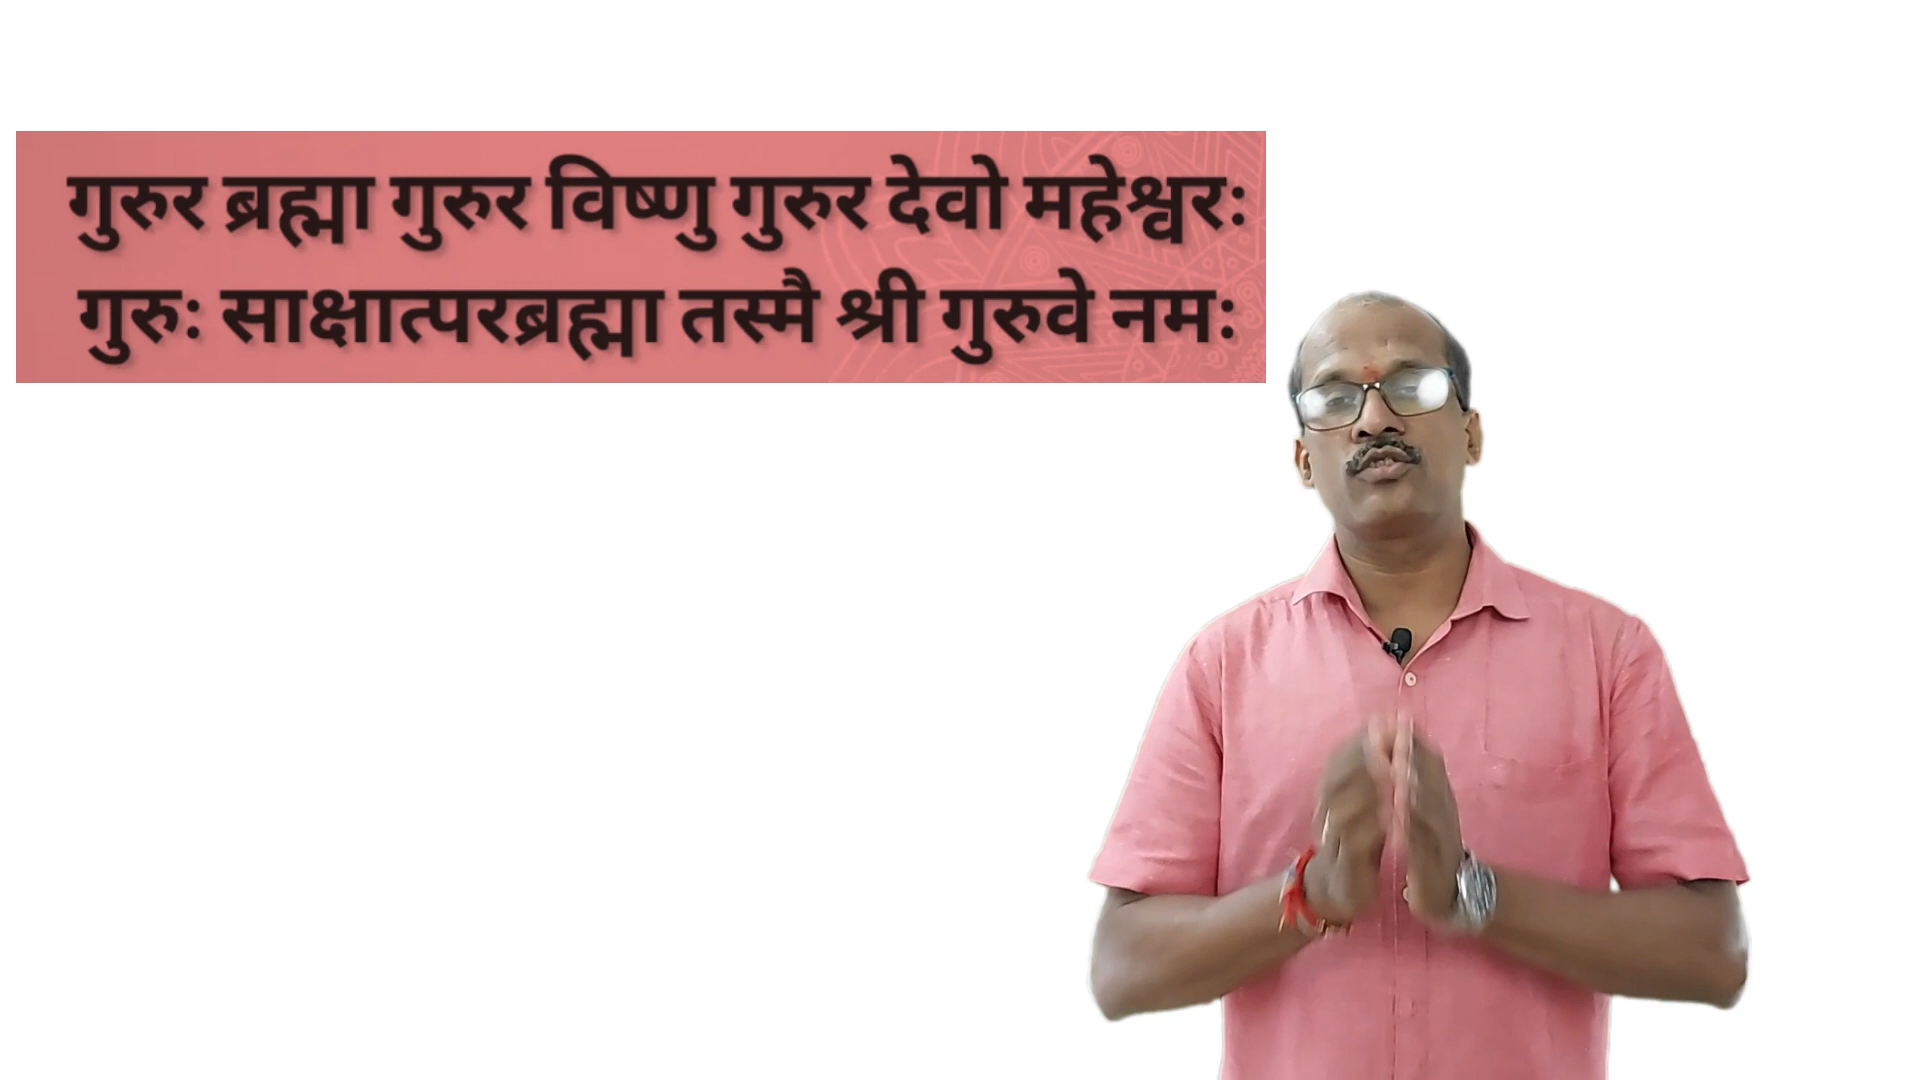 गुरुर ब्रह्मा गुरुर विष्णु गुरुर देवो महेश्वरः
गुरुः साक्षात्परब्रह्मा तस्मै श्री गुरुवे नमः